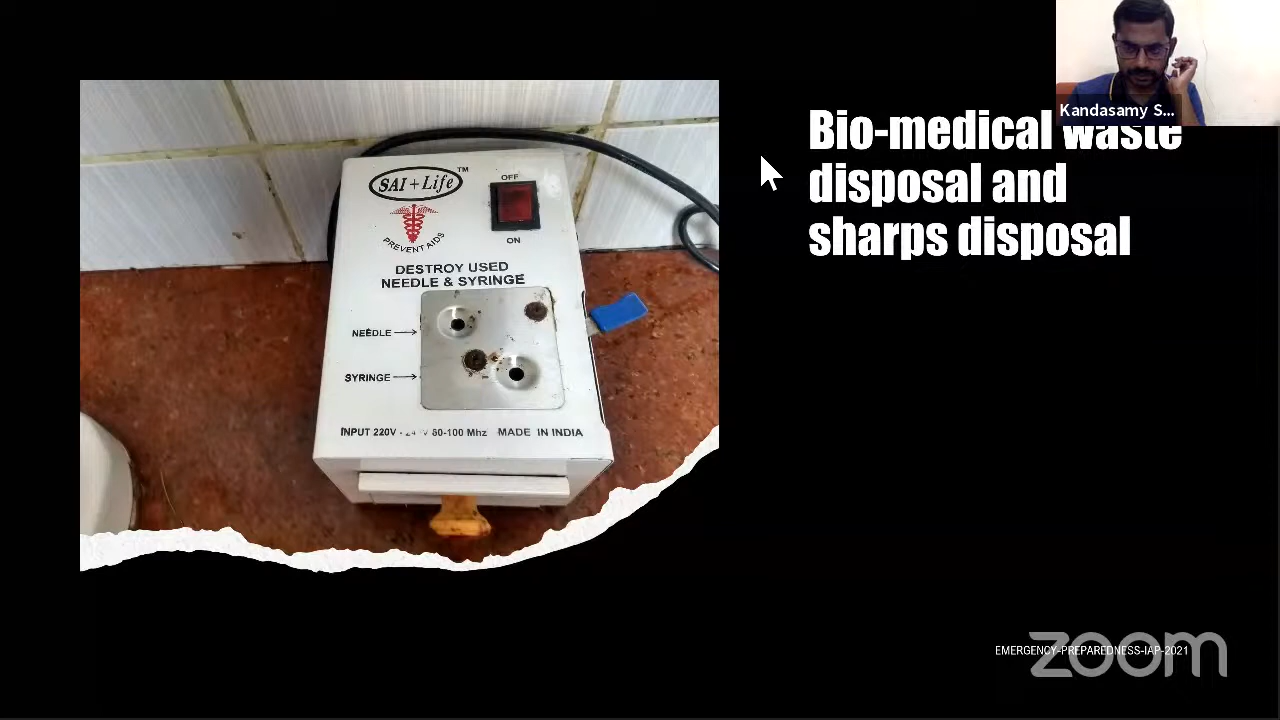 Kandasamy S...
Bio-medical waste
disposal and
sharps disposal
SAI+Life™
PREVENT AIDS
OFF
ON
DESTROY USED
NEEDLE & SYRINGE
NEEDLE
SYRINGE
INPUT 220V - V 50-100 Mhz MADE IN INDIA
EMERGENCY-PREPAREDNESS-IAP-2021
zoom